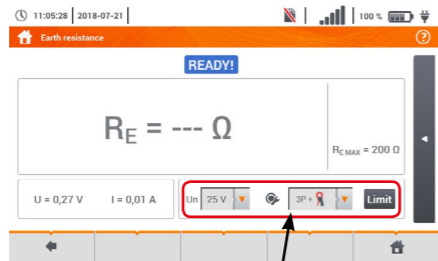 11:05:28 2018-07-21 100 %
Earth resistance ?
READY!
RE = --- Ω
RE MAX = 200 Ω
U = 0,27 V I = 0,01 A Un 25 V 3P + Limit